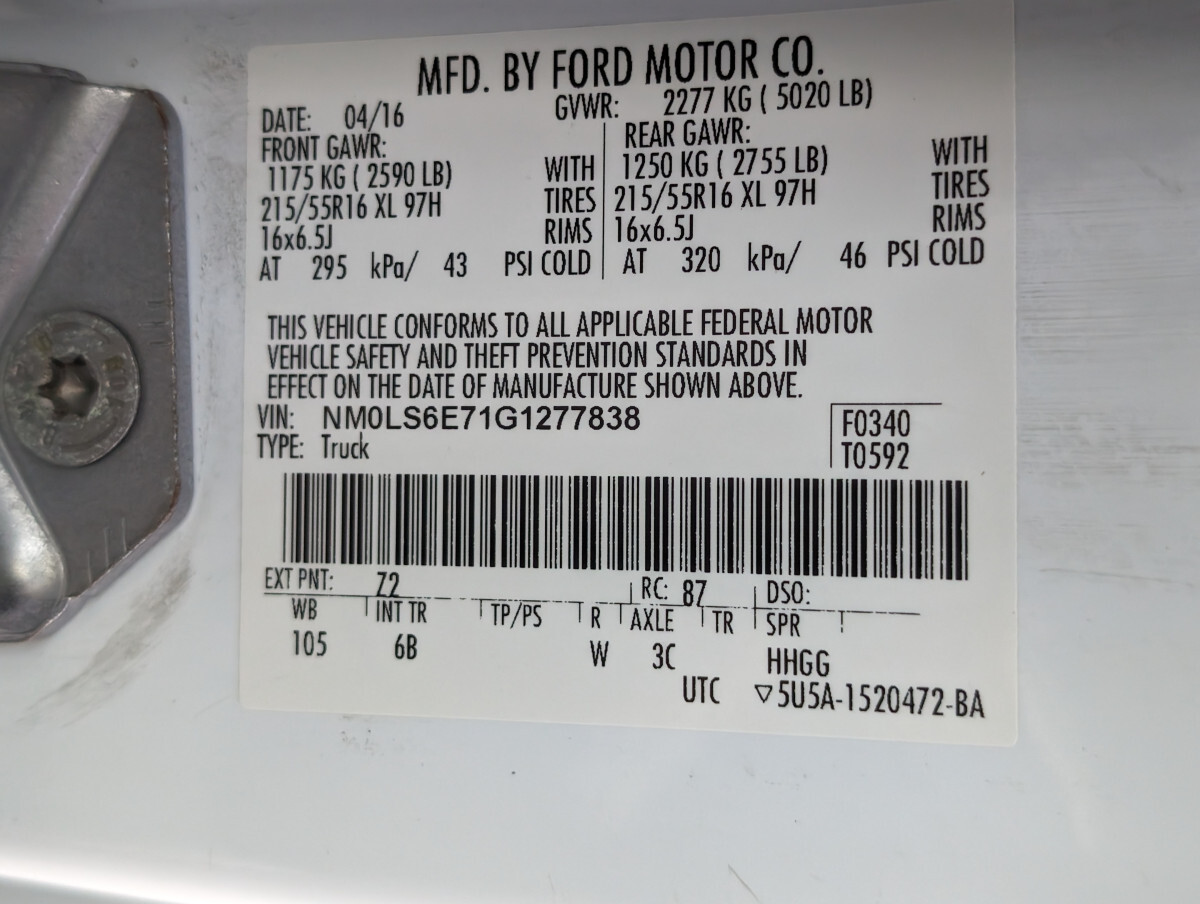 MFD. BY FORD MOTOR CO.
DATE: 04/16 GVWR: 2277 KG ( 5020 LB)
FRONT GAWR: REAR GAWR:
1175 KG ( 2590 LB) WITH 1250 KG ( 2755 LB) WITH
215/55R16 XL 97H TIRES 215/55R16 XL 97H TIRES
16x6.5J RIMS 16x6.5J RIMS
AT 295 kPa/ 43 PSI COLD AT 320 kPa/ 46 PSI COLD
THIS VEHICLE CONFORMS TO ALL APPLICABLE FEDERAL MOTOR
VEHICLE SAFETY AND THEFT PREVENTION STANDARDS IN
EFFECT ON THE DATE OF MANUFACTURE SHOWN ABOVE.
VIN: NM0LS6E71G1277838 F0340
TYPE: Truck T0592
EXT PNT: Z2 RC: 87 DSO:
WB INT TR TP/PS R AXLE TR SPR
105 6B W 3C HHGG
UTC ▽5U5A-1520472-BA